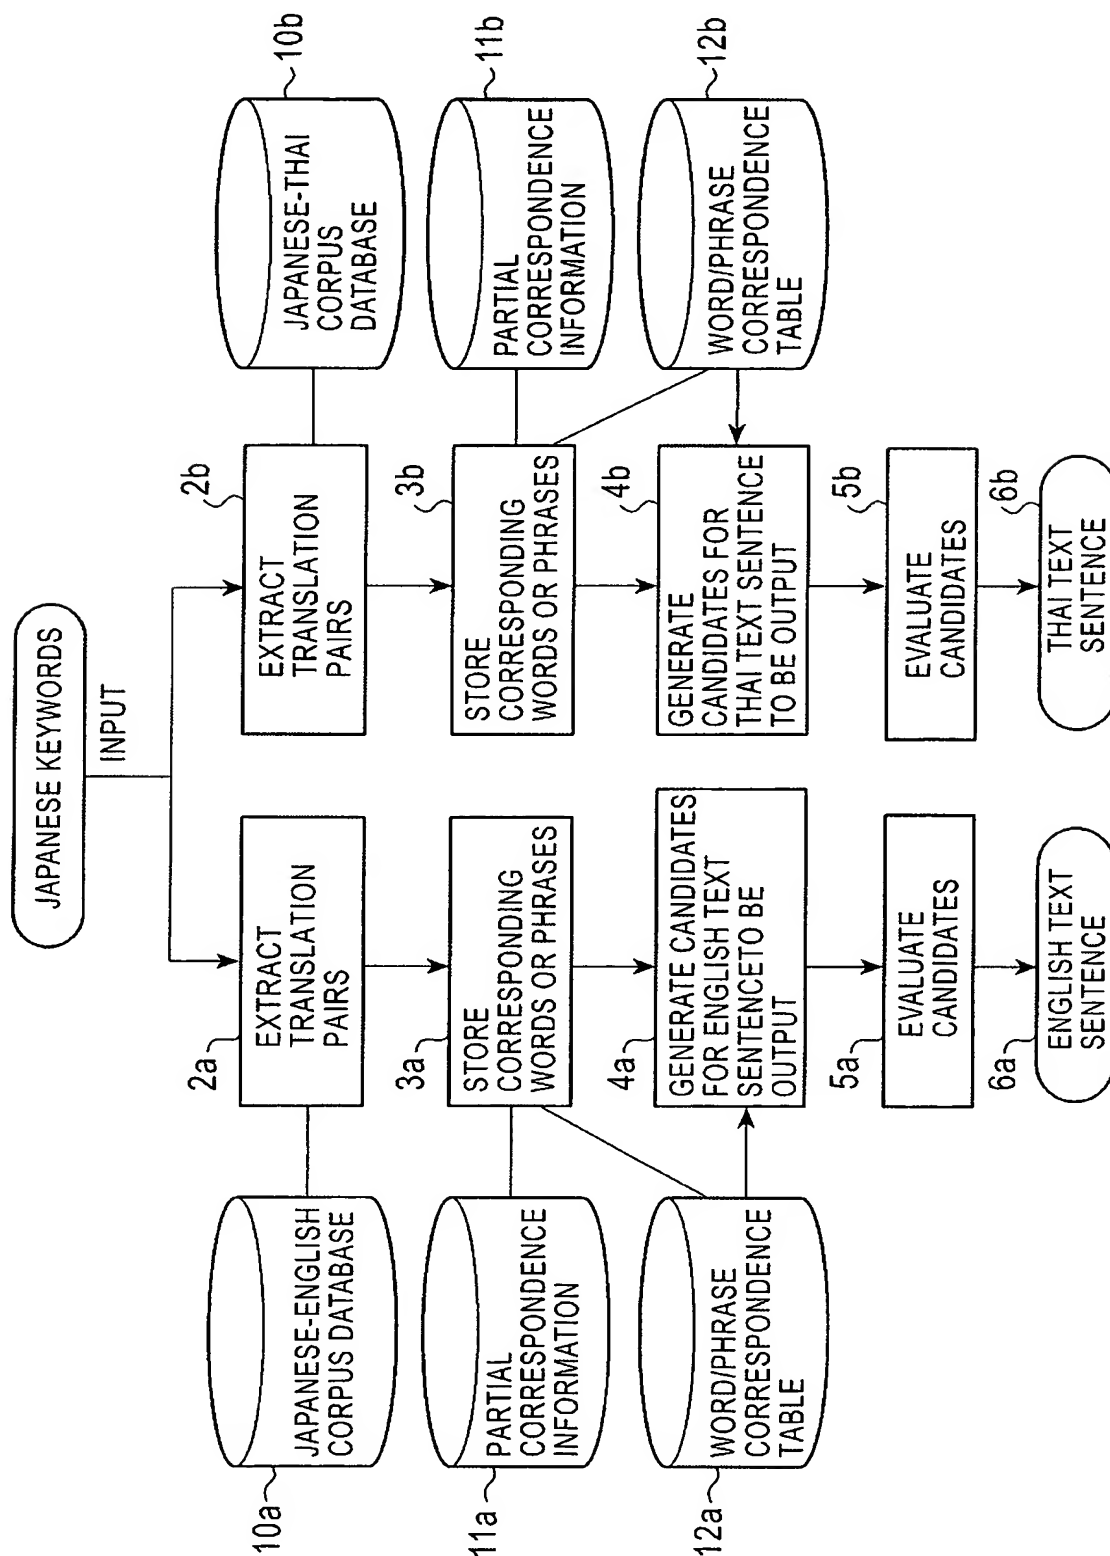 JAPANESE KEYWORDS
INPUT
2a
EXTRACT
TRANSLATION
PAIRS
10a
JAPANESE-ENGLISH
CORPUS DATABASE
3a
STORE
CORRESPONDING
WORDS OR PHRASES
11a
PARTIAL
CORRESPONDENCE
INFORMATION
4a
GENERATE CANDIDATES
FOR ENGLISH TEXT
SENTENCETO BE
OUTPUT
12a
WORD/PHRASE
CORRESPONDENCE
TABLE
5a
EVALUATE
CANDIDATES
6a
ENGLISH TEXT
SENTENCE
2b
EXTRACT
TRANSLATION
PAIRS
10b
JAPANESE-THAI
CORPUS
DATABASE
3b
STORE
CORRESPONDING
WORDS OR PHRASES
11b
PARTIAL
CORRESPONDENCE
INFORMATION
4b
GENERATE
CANDIDATES FOR
THAI TEXT SENTENCE
TO BE OUTPUT
12b
WORD/PHRASE
CORRESPONDENCE
TABLE
5b
EVALUATE
CANDIDATES
6b
THAI TEXT
SENTENCE